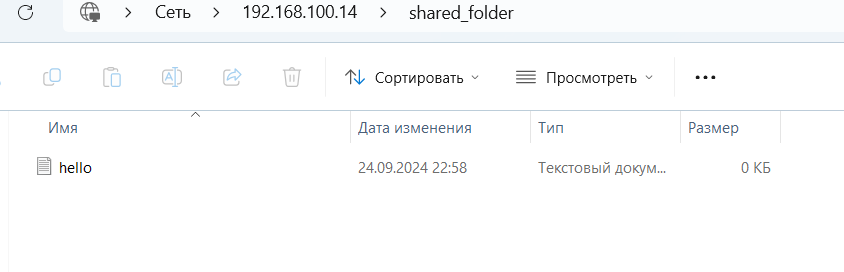 Сеть 192.168.100.14 shared_folder
Сортировать Просмотреть
Имя Дата изменения Тип Размер
hello 24.09.2024 22:58 Текстовый докум... 0 КБ